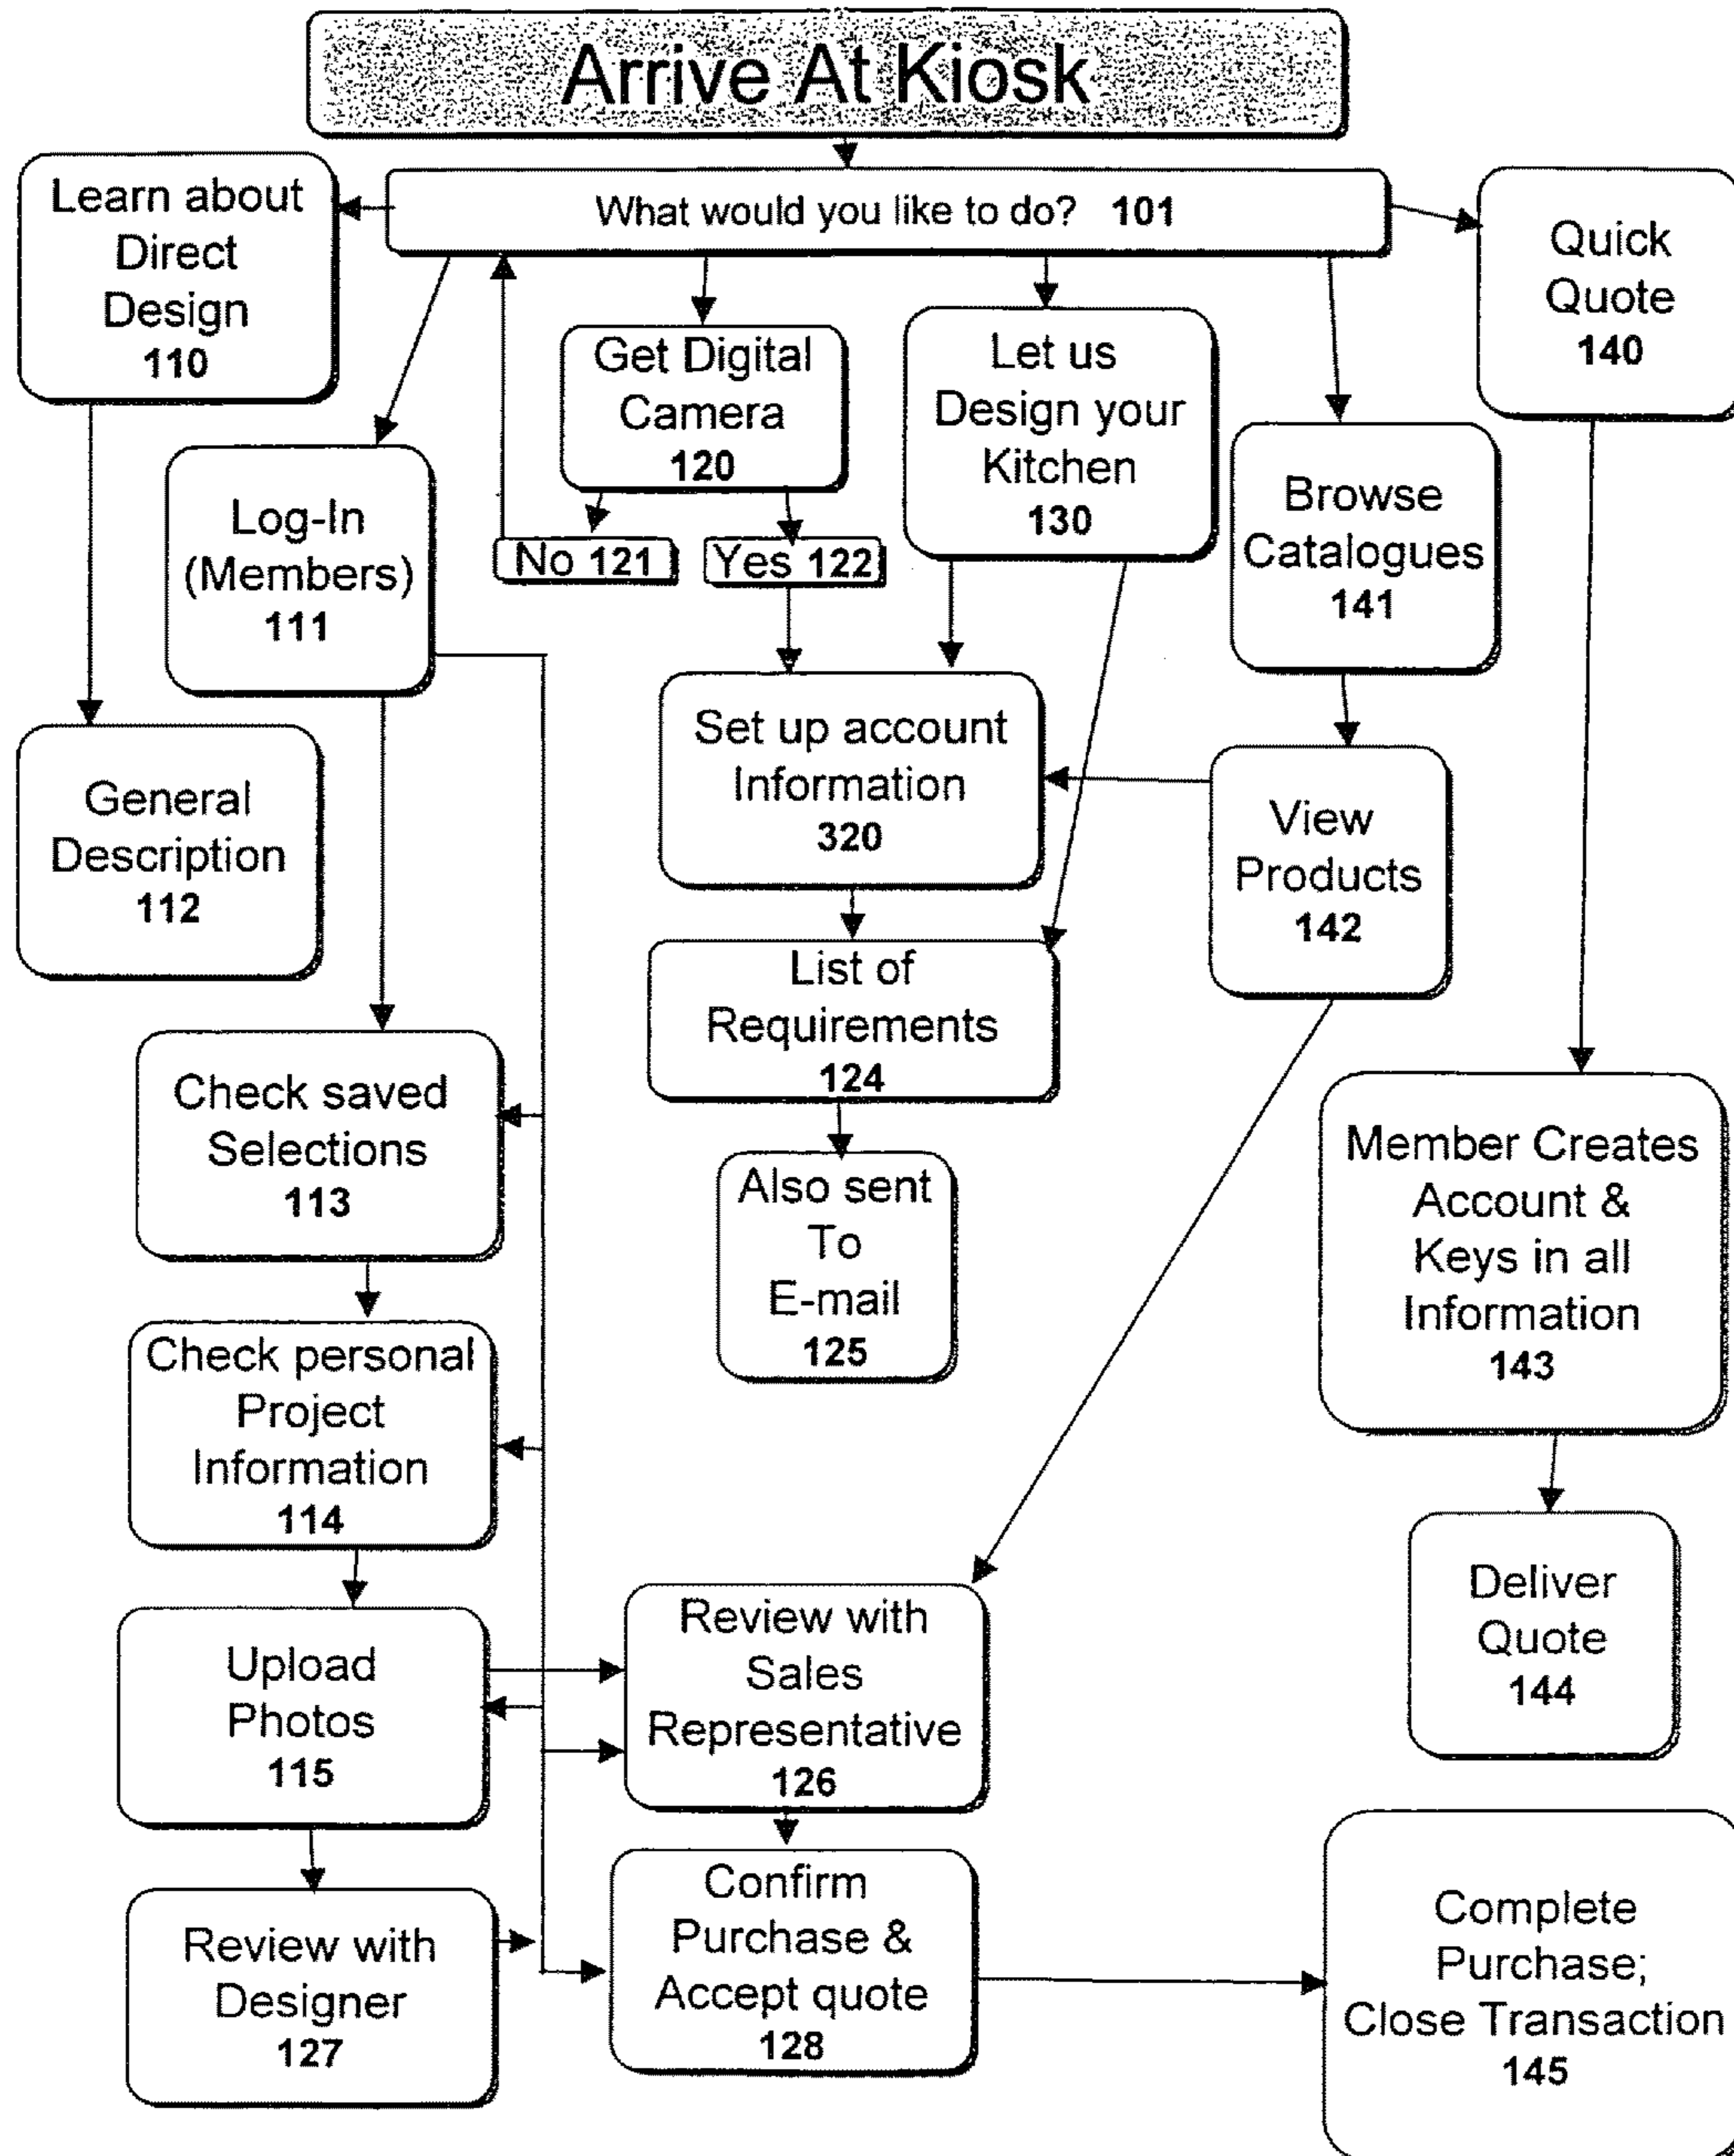 Arrive At Kiosk
What would you like to do? 101
Learn about
Direct
Design
110
Quick
Quote
140
Get Digital
Camera
120
Let us
Design your
Kitchen
130
Log-In
(Members)
111
Browse
Catalogues
141
No 121
Yes 122
Set up account
Information
320
General
Description
112
View
Products
142
List of
Requirements
124
Check saved
Selections
113
Member Creates
Account &
Keys in all
Information
143
Also sent
To
E-mail
125
Check personal
Project
Information
114
Deliver
Quote
144
Upload
Photos
115
Review with
Sales
Representative
126
Review with
Designer
127
Confirm
Purchase &
Accept quote
128
Complete
Purchase;
Close Transaction
145